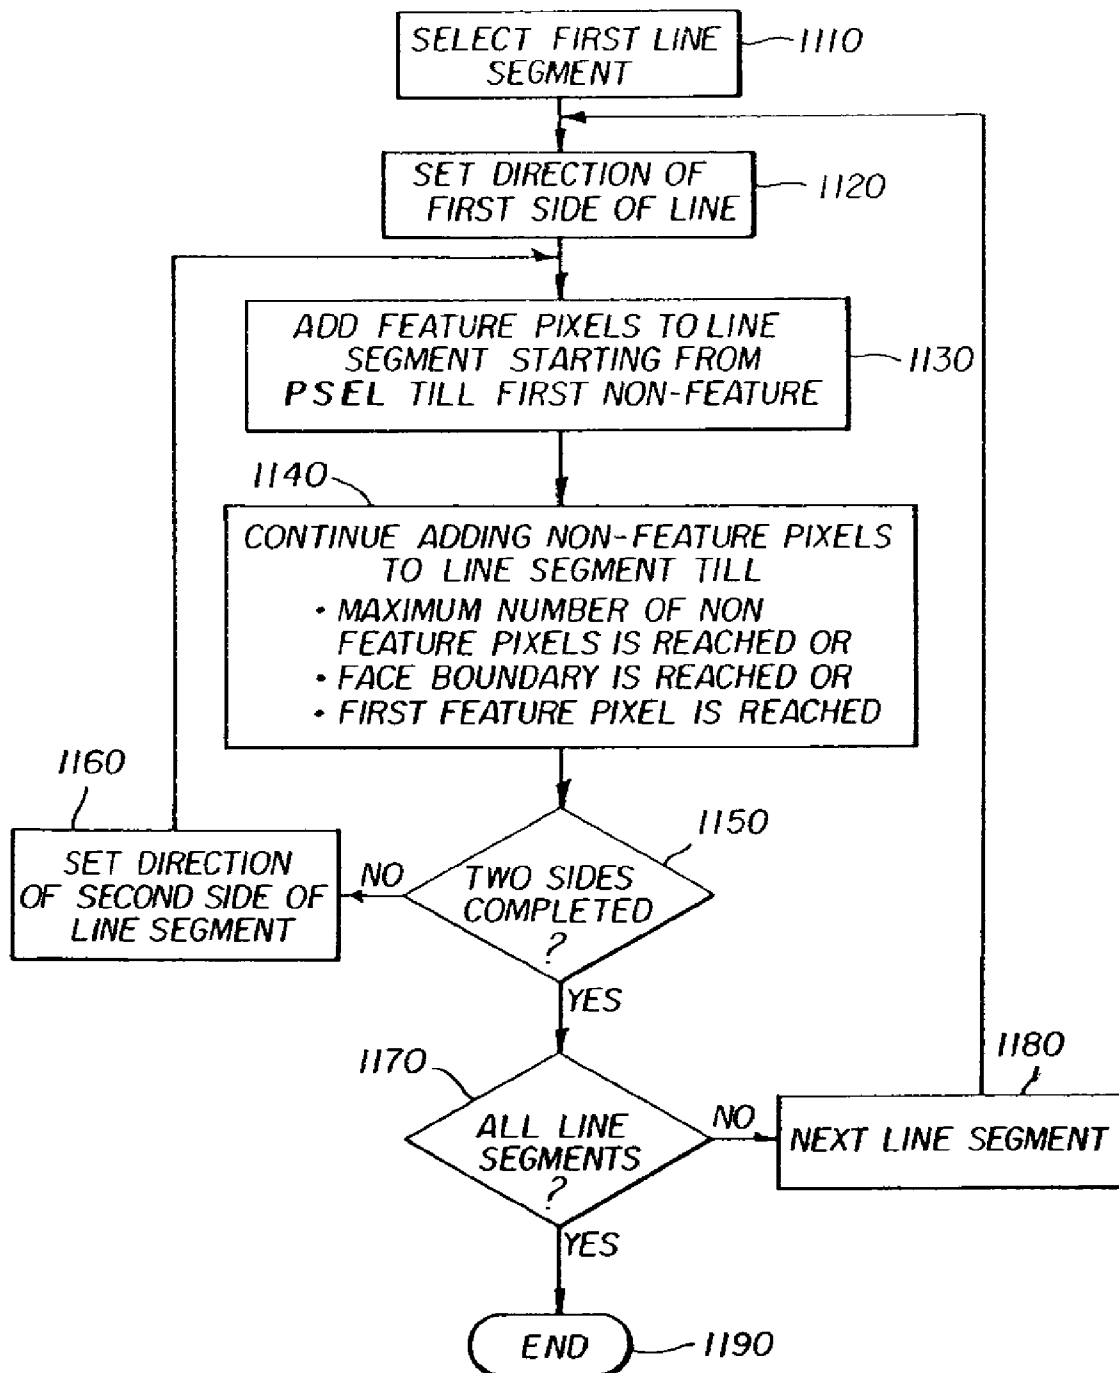 SELECT FIRST LINE
SEGMENT
1110
SET DIRECTION OF
FIRST SIDE OF LINE
1120
ADD FEATURE PIXELS TO LINE
SEGMENT STARTING FROM
PSEL TILL FIRST NON-FEATURE
1130
1140
CONTINUE ADDING NON-FEATURE PIXELS
TO LINE SEGMENT TILL
• MAXIMUM NUMBER OF NON
FEATURE PIXELS IS REACHED OR
• FACE BOUNDARY IS REACHED OR
• FIRST FEATURE PIXEL IS REACHED
1160
SET DIRECTION
OF SECOND SIDE OF
LINE SEGMENT
NO
1150
TWO SIDES
COMPLETED
?
YES
1170
ALL LINE
SEGMENTS
?
NO
1180
NEXT LINE SEGMENT
YES
END
1190